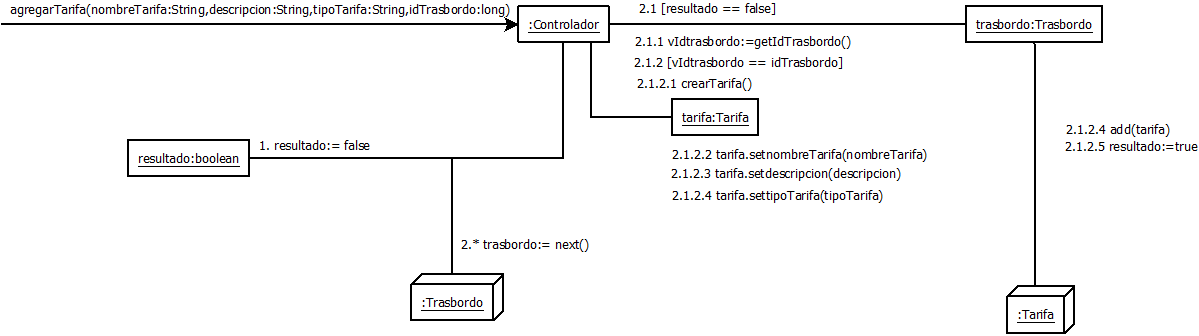 agregarTarifa(nombreTarifa:String,descripcion:String,tipoTarifa:String,idTrasbordo:long)
:Controlador
2.1 [resultado == false]
trasbordo:Trasbordo
2.1.1 vIdtrasbordo:=getIdTrasbordo()
2.1.2 [vIdtrasbordo == idTrasbordo]
2.1.2.1 crearTarifa()
tarifa:Tarifa
2.1.2.4 add(tarifa)
2.1.2.5 resultado:=true
1. resultado:= false
resultado:boolean
2.1.2.2 tarifa.setnombreTarifa(nombreTarifa)
2.1.2.3 tarifa.setdescripcion(descripcion)
2.1.2.4 tarifa.settipoTarifa(tipoTarifa)
2.* trasbordo:= next()
:Trasbordo
:Tarifa